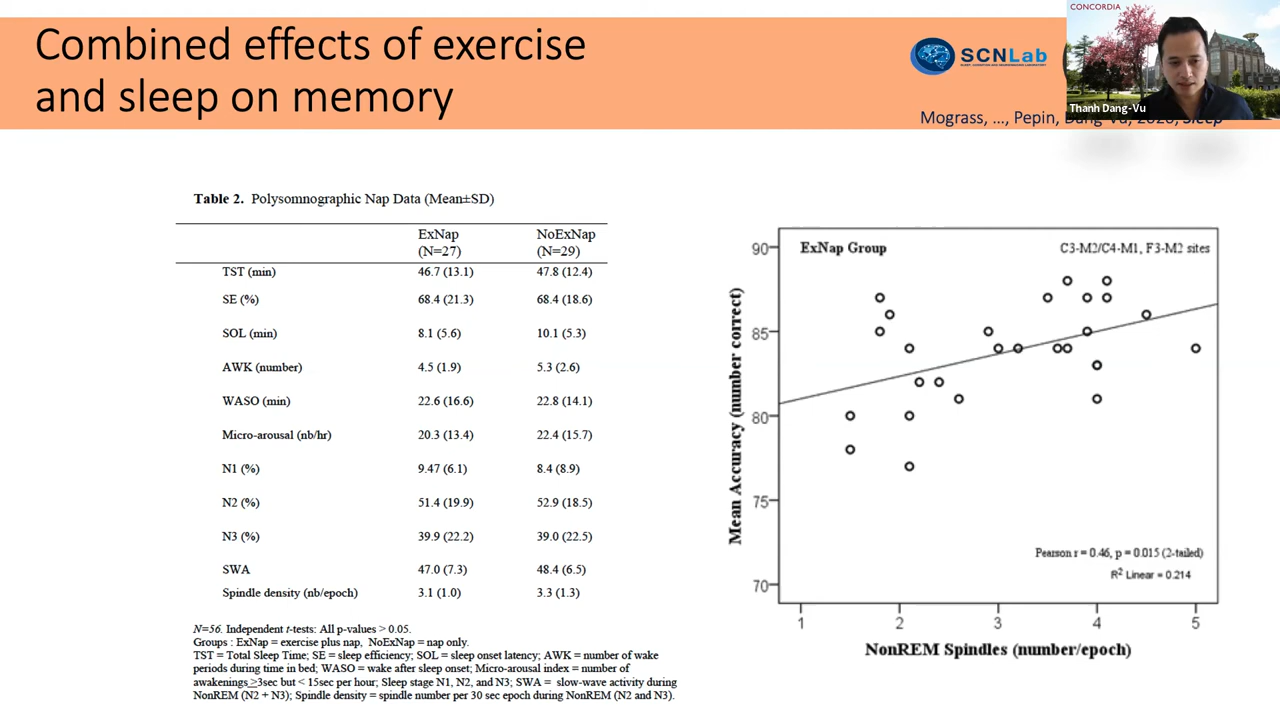 Combined effects of exercise
and sleep on memory
SCNLab
CONCORDIA
Thanh Dang-Vu
Mograss, ..., Pepin, Dang-Vu, 2020, Sleep
Table 2. Polysomnographic Nap Data (Mean±SD)
ExNap NoExNap
(N=27) (N=29)
TST (min) 46.7 (13.1) 47.8 (12.4)
SE (%) 68.4 (21.3) 68.4 (18.6)
SOL (min) 8.1 (5.6) 10.1 (5.3)
AWK (number) 4.5 (1.9) 5.3 (2.6)
WASO (min) 22.6 (16.6) 22.8 (14.1)
Micro-arousal (nb/hr) 20.3 (13.4) 22.4 (15.7)
N1 (%) 9.47 (6.1) 8.4 (8.9)
N2 (%) 51.4 (19.9) 52.9 (18.5)
N3 (%) 39.9 (22.2) 39.0 (22.5)
SWA 47.0 (7.3) 48.4 (6.5)
Spindle density (nb/epoch) 3.1 (1.0) 3.3 (1.3)
N=56. Independent t-tests: All p-values > 0.05.
Groups : ExNap = exercise plus nap, NoExNap = nap only.
TST = Total Sleep Time; SE = sleep efficiency; SOL = sleep onset latency; AWK = number of wake
periods during time in bed; WASO = wake after sleep onset; Micro-arousal index = number of
awakenings ≥3sec but < 15sec per hour; Sleep stage N1, N2, and N3; SWA = slow-wave activity during
NonREM (N2 + N3); Spindle density = spindle number per 30 sec epoch during NonREM (N2 and N3).
ExNap Group
C3-M2/C4-M1, F3-M2 sites
Mean Accuracy (number correct)
90
85
80
75
70
Pearson r = 0.46, p = 0.015 (2-tailed)
R2 Linear = 0.214
1 2 3 4 5
NonREM Spindles (number/epoch)